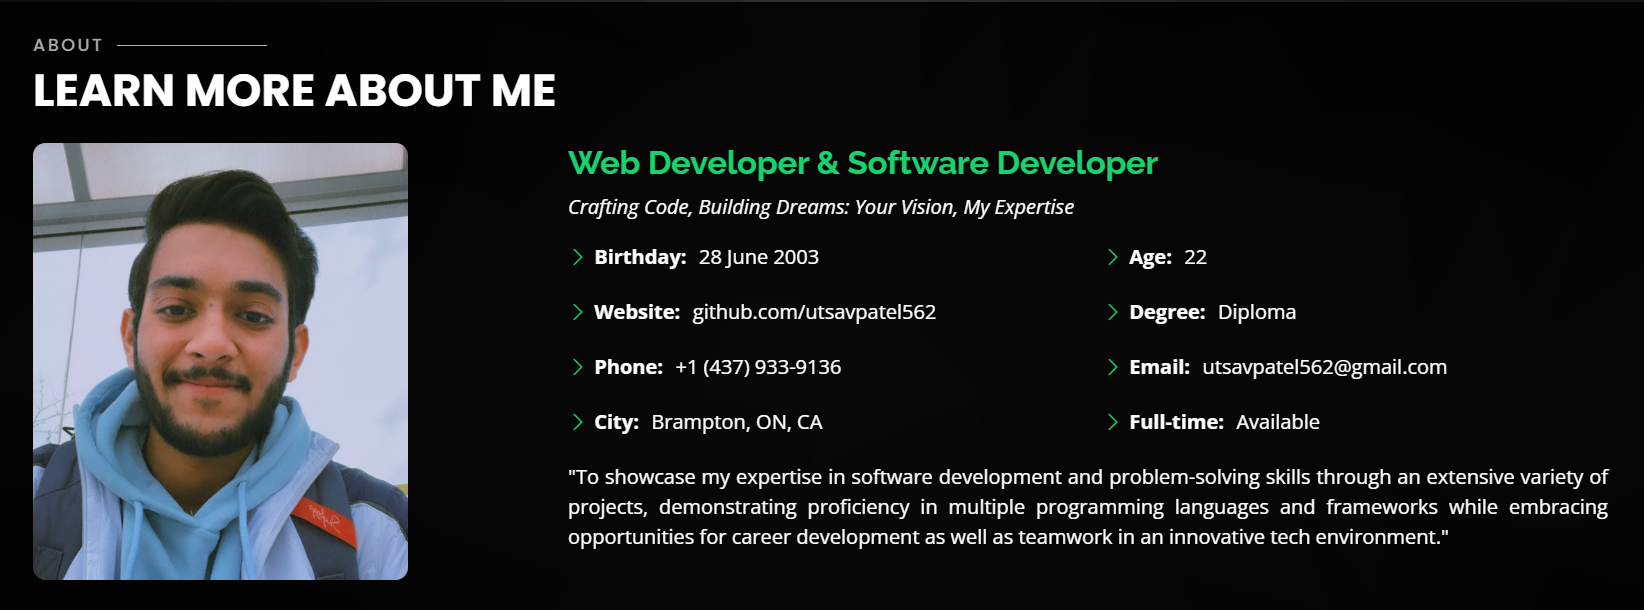 ABOUT
LEARN MORE ABOUT ME
Web Developer & Software Developer
Crafting Code, Building Dreams: Your Vision, My Expertise
Birthday: 28 June 2003
Age: 22
Website: github.com/utsavpatel562
Degree: Diploma
Phone: +1 (437) 933-9136
Email: utsavpatel562@gmail.com
City: Brampton, ON, CA
Full-time: Available
"To showcase my expertise in software development and problem-solving skills through an extensive variety of
projects, demonstrating proficiency in multiple programming languages and frameworks while embracing
opportunities for career development as well as teamwork in an innovative tech environment."